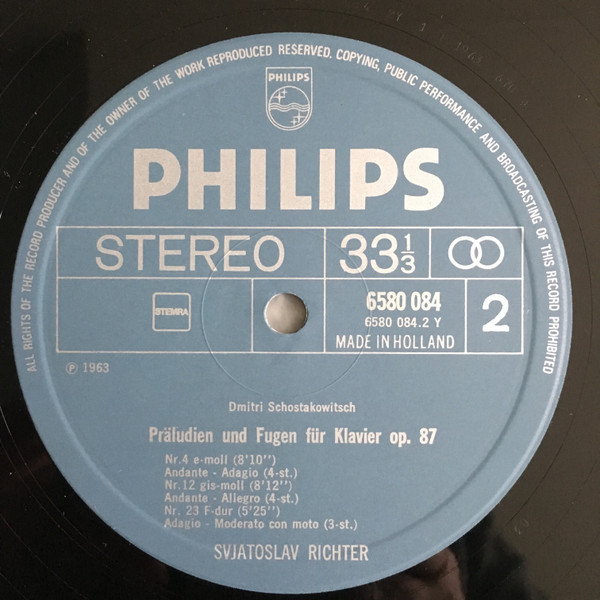 ALL RIGHTS OF THE RECORD PRODUCER AND OF THE OWNER OF THE WORK REPRODUCED RESERVED. COPYING, PUBLIC PERFORMANCE AND BROADCASTING OF THIS RECORD PROHIBITED
PHILIPS
PHILIPS
STEREO 33 1/3
STEMRA 6580 084 2
6580 084.2 Y
MADE IN HOLLAND
Ⓟ 1963
Dmitri Schostakowitsch
Präludien und Fugen für Klavier op. 87
Nr.4 e-moll (8'10'')
Andante - Adagio (4-st.)
Nr.12 gis-moll (8'12'')
Andante - Allegro (4-st.)
Nr. 23 F-dur (5'25'')
Adagio - Moderato con moto (3-st.)
SVJATOSLAV RICHTER